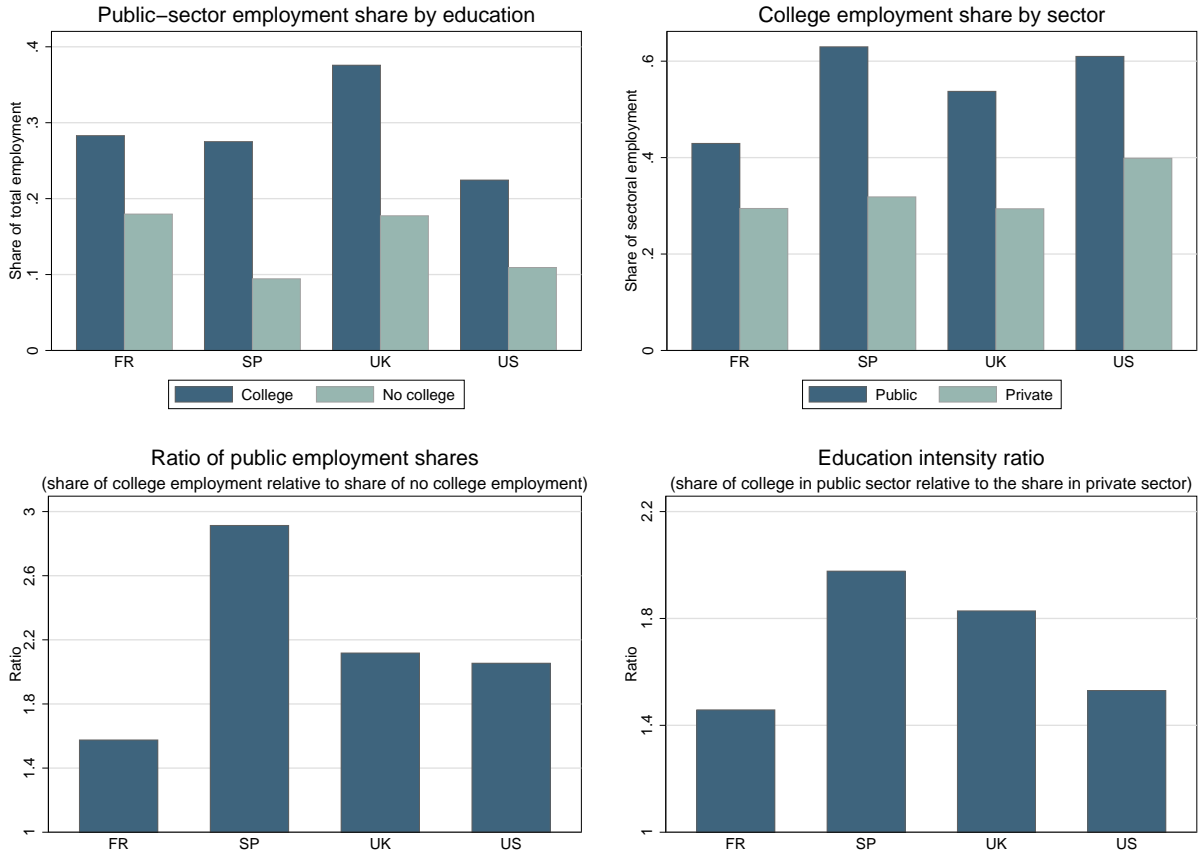 Public−sector employment share by education
Share of total employment
.4
.3
.2
.1
0
FR SP UK US
College No college
College employment share by sector
Share of sectoral employment
.6
.4
.2
0
FR SP UK US
Public Private
Ratio of public employment shares
(share of college employment relative to share of no college employment)
Ratio
3
2.6
2.2
1.8
1.4
1
FR SP UK US
Education intensity ratio
(share of college in public sector relative to the share in private sector)
Ratio
2.2
1.8
1.4
1
FR SP UK US